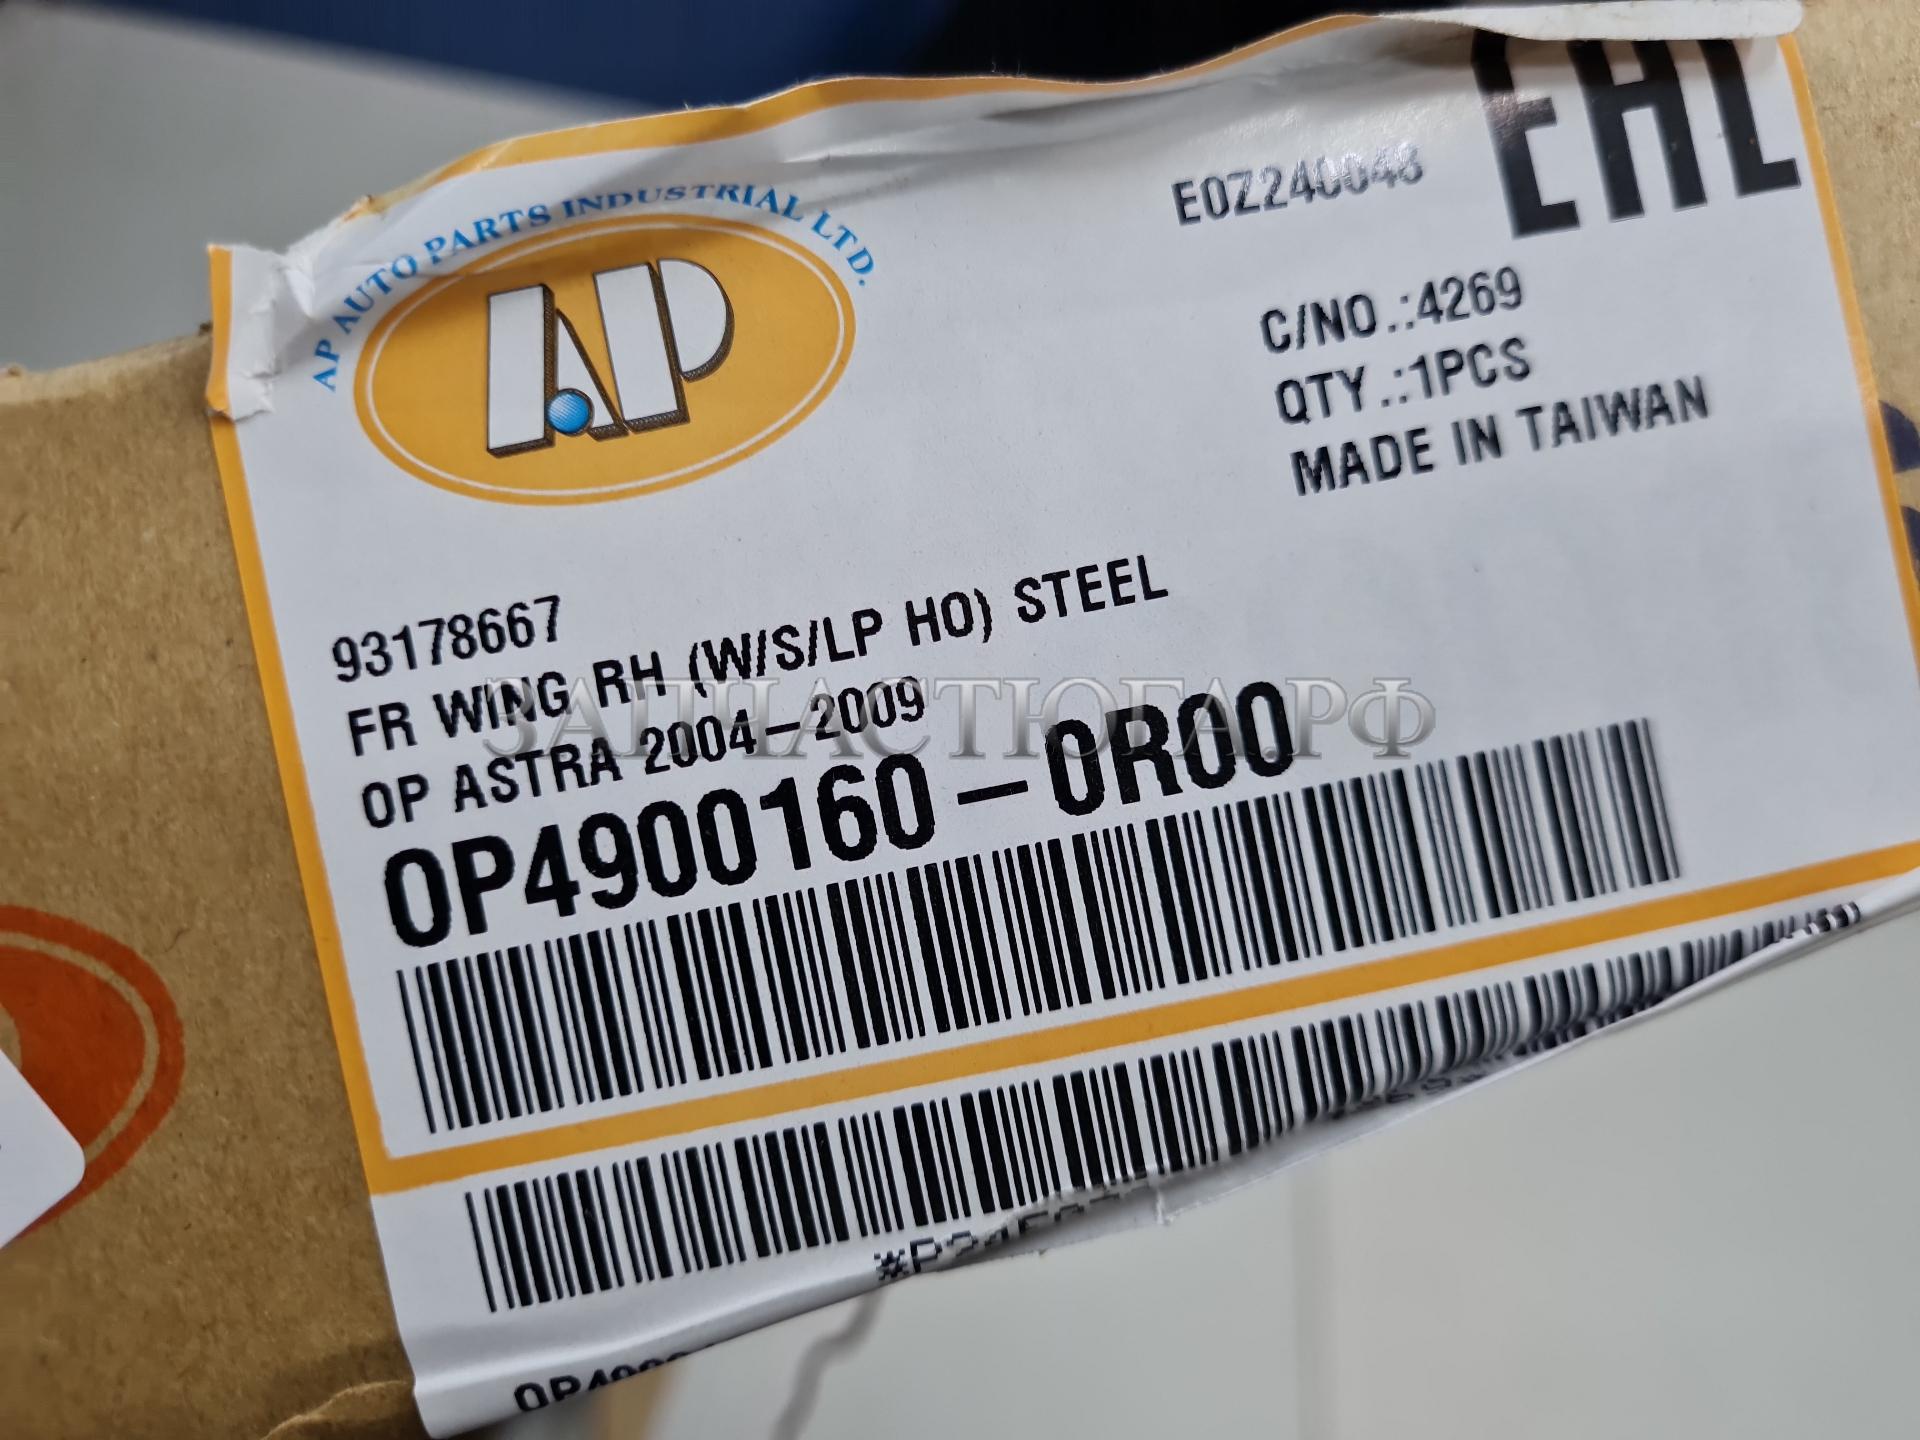 AP AUTO PARTS INDUSTRIAL LTD.
AP
E0Z240048
EAC
C/NO.:4269
QTY.:1PCS
MADE IN TAIWAN
93178667
FR WING RH (W/S/LP HO) STEEL
OP ASTRA 2004-2009
ЗАПЧАСТЮГА.РФ
OP4900160-0R00